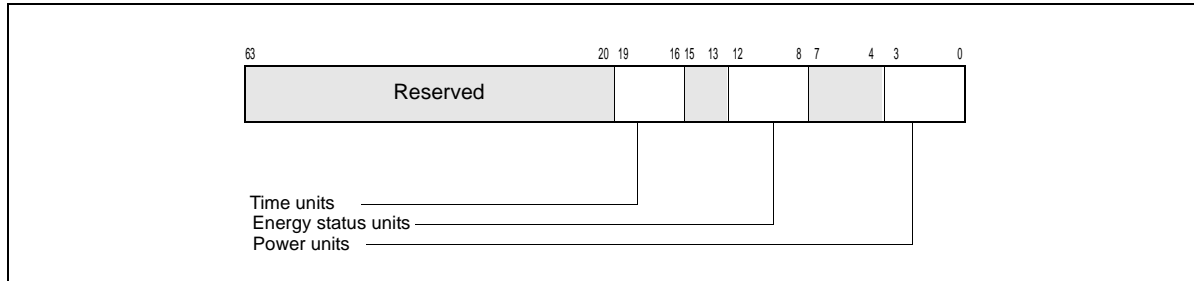 63 20 19 16 15 13 12 8 7 4 3 0
Reserved
Time units
Energy status units
Power units